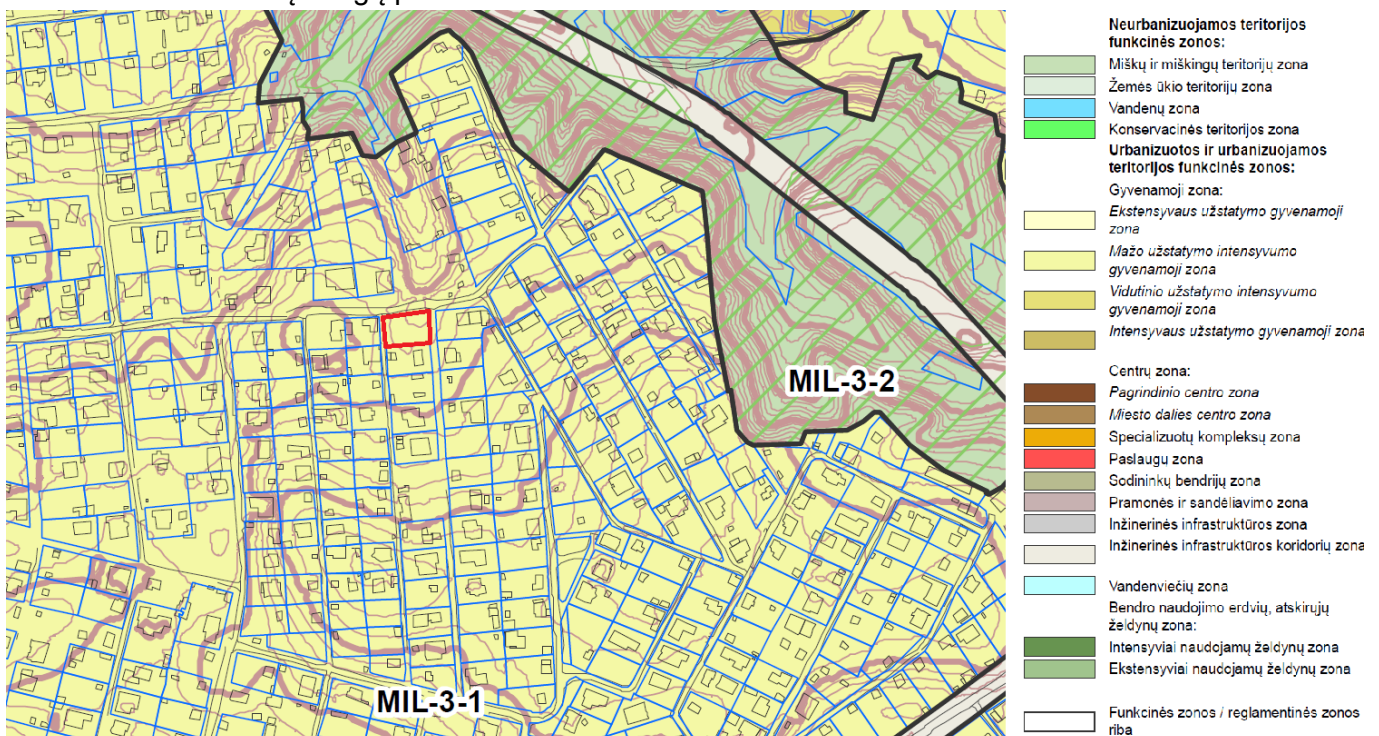 MIL-3-2
MIL-3-1
Neurbanizuojamos teritorijos
funkcinės zonos:
Miškų ir miškingų teritorijų zona
Žemės ūkio teritorijų zona
Vandenų zona
Konservacinės teritorijos zona
Urbanizuotos ir urbanizuojamos
teritorijos funkcinės zonos:
Gyvenamoji zona:
Ekstensyvaus užstatymo gyvenamoji
zona
Mažo užstatymo intensyvumo
gyvenamoji zona
Vidutinio užstatymo intensyvumo
gyvenamoji zona
Intensyvaus užstatymo gyvenamoji zona
Centrų zona:
Pagrindinio centro zona
Miesto dalies centro zona
Specializuotų kompleksų zona
Paslaugų zona
Sodininkų bendrijų zona
Pramonės ir sandėliavimo zona
Inžinerinės infrastruktūros zona
Inžinerinės infrastruktūros koridorių zona
Vandenviečių zona
Bendro naudojimo erdvių, atskirųjų
želdynų zona:
Intensyviai naudojamų želdynų zona
Ekstensyviai naudojamų želdynų zona
Funkcinės zonos / reglamentinės zonos
riba